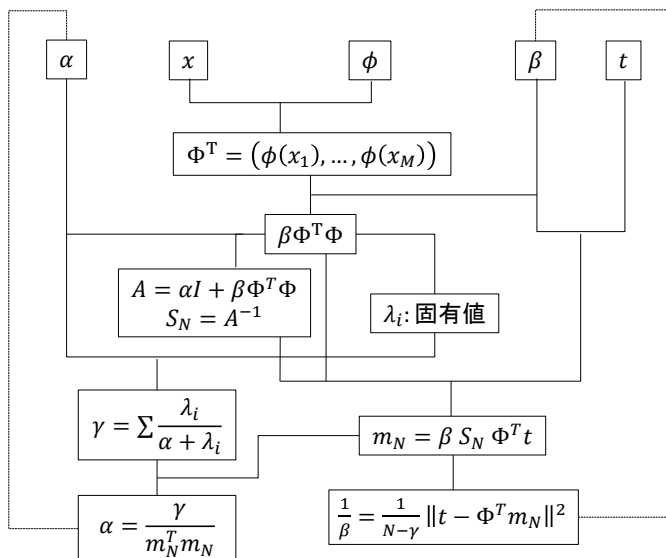 α
x
ϕ
β
t
Φ^T = (ϕ(x_1), …, ϕ(x_M))
βΦ^TΦ
A = αI + βΦ^TΦ
S_N = A^{-1}
λ_i: 固有値
γ = ∑ λ_i / (α + λ_i)
m_N = β S_N Φ^T t
α = γ / (m_N^T m_N)
1/β = 1/(N−γ) ‖t − Φ^T m_N‖^2